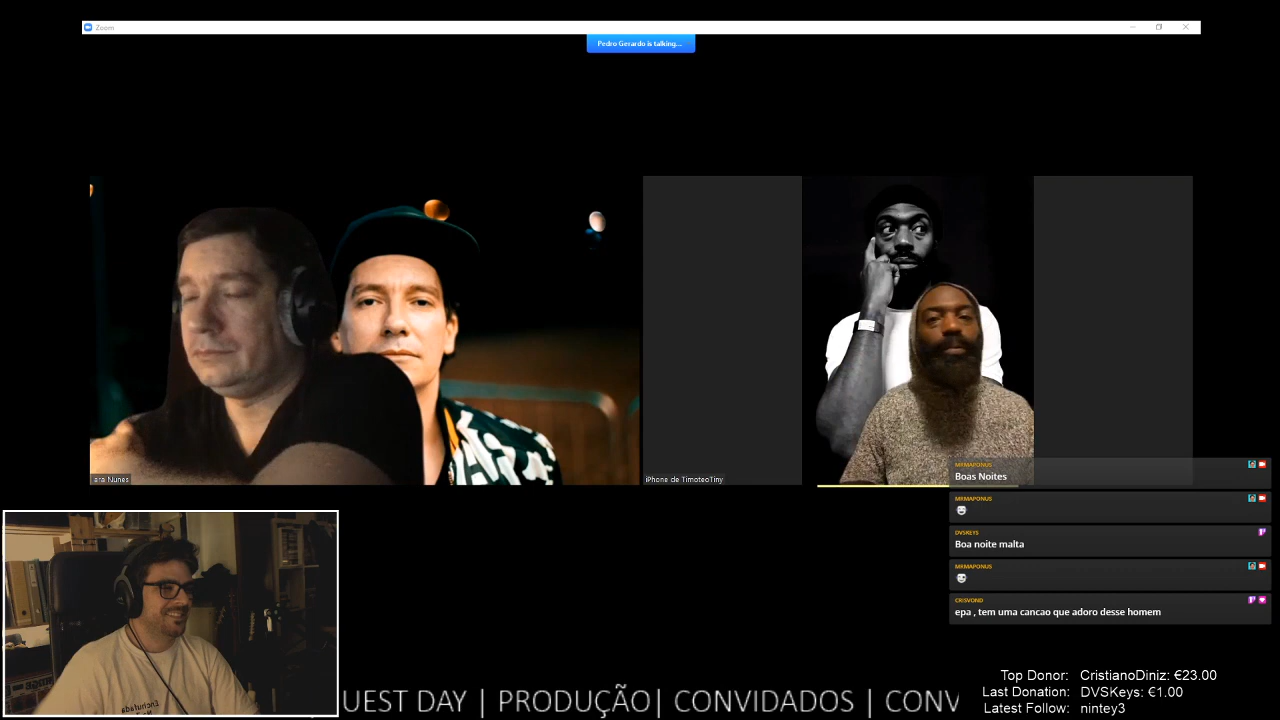 Zoom
Pedro Gerardo is talking...
ara Nunes
iPhone de TimoteoTiny
MRMAPONUS
Boas Noites
MRMAPONUS
DVSKEYS
Boa noite malta
MRMAPONUS
CRISVOND
epa , tem uma cancao que adoro desse homem
Enchufada
UEST DAY | PRODUÇÃO| CONVIDADOS | CONV
Top Donor: CristianoDiniz: €23.00
Last Donation: DVSKeys: €1.00
Latest Follow: nintey3